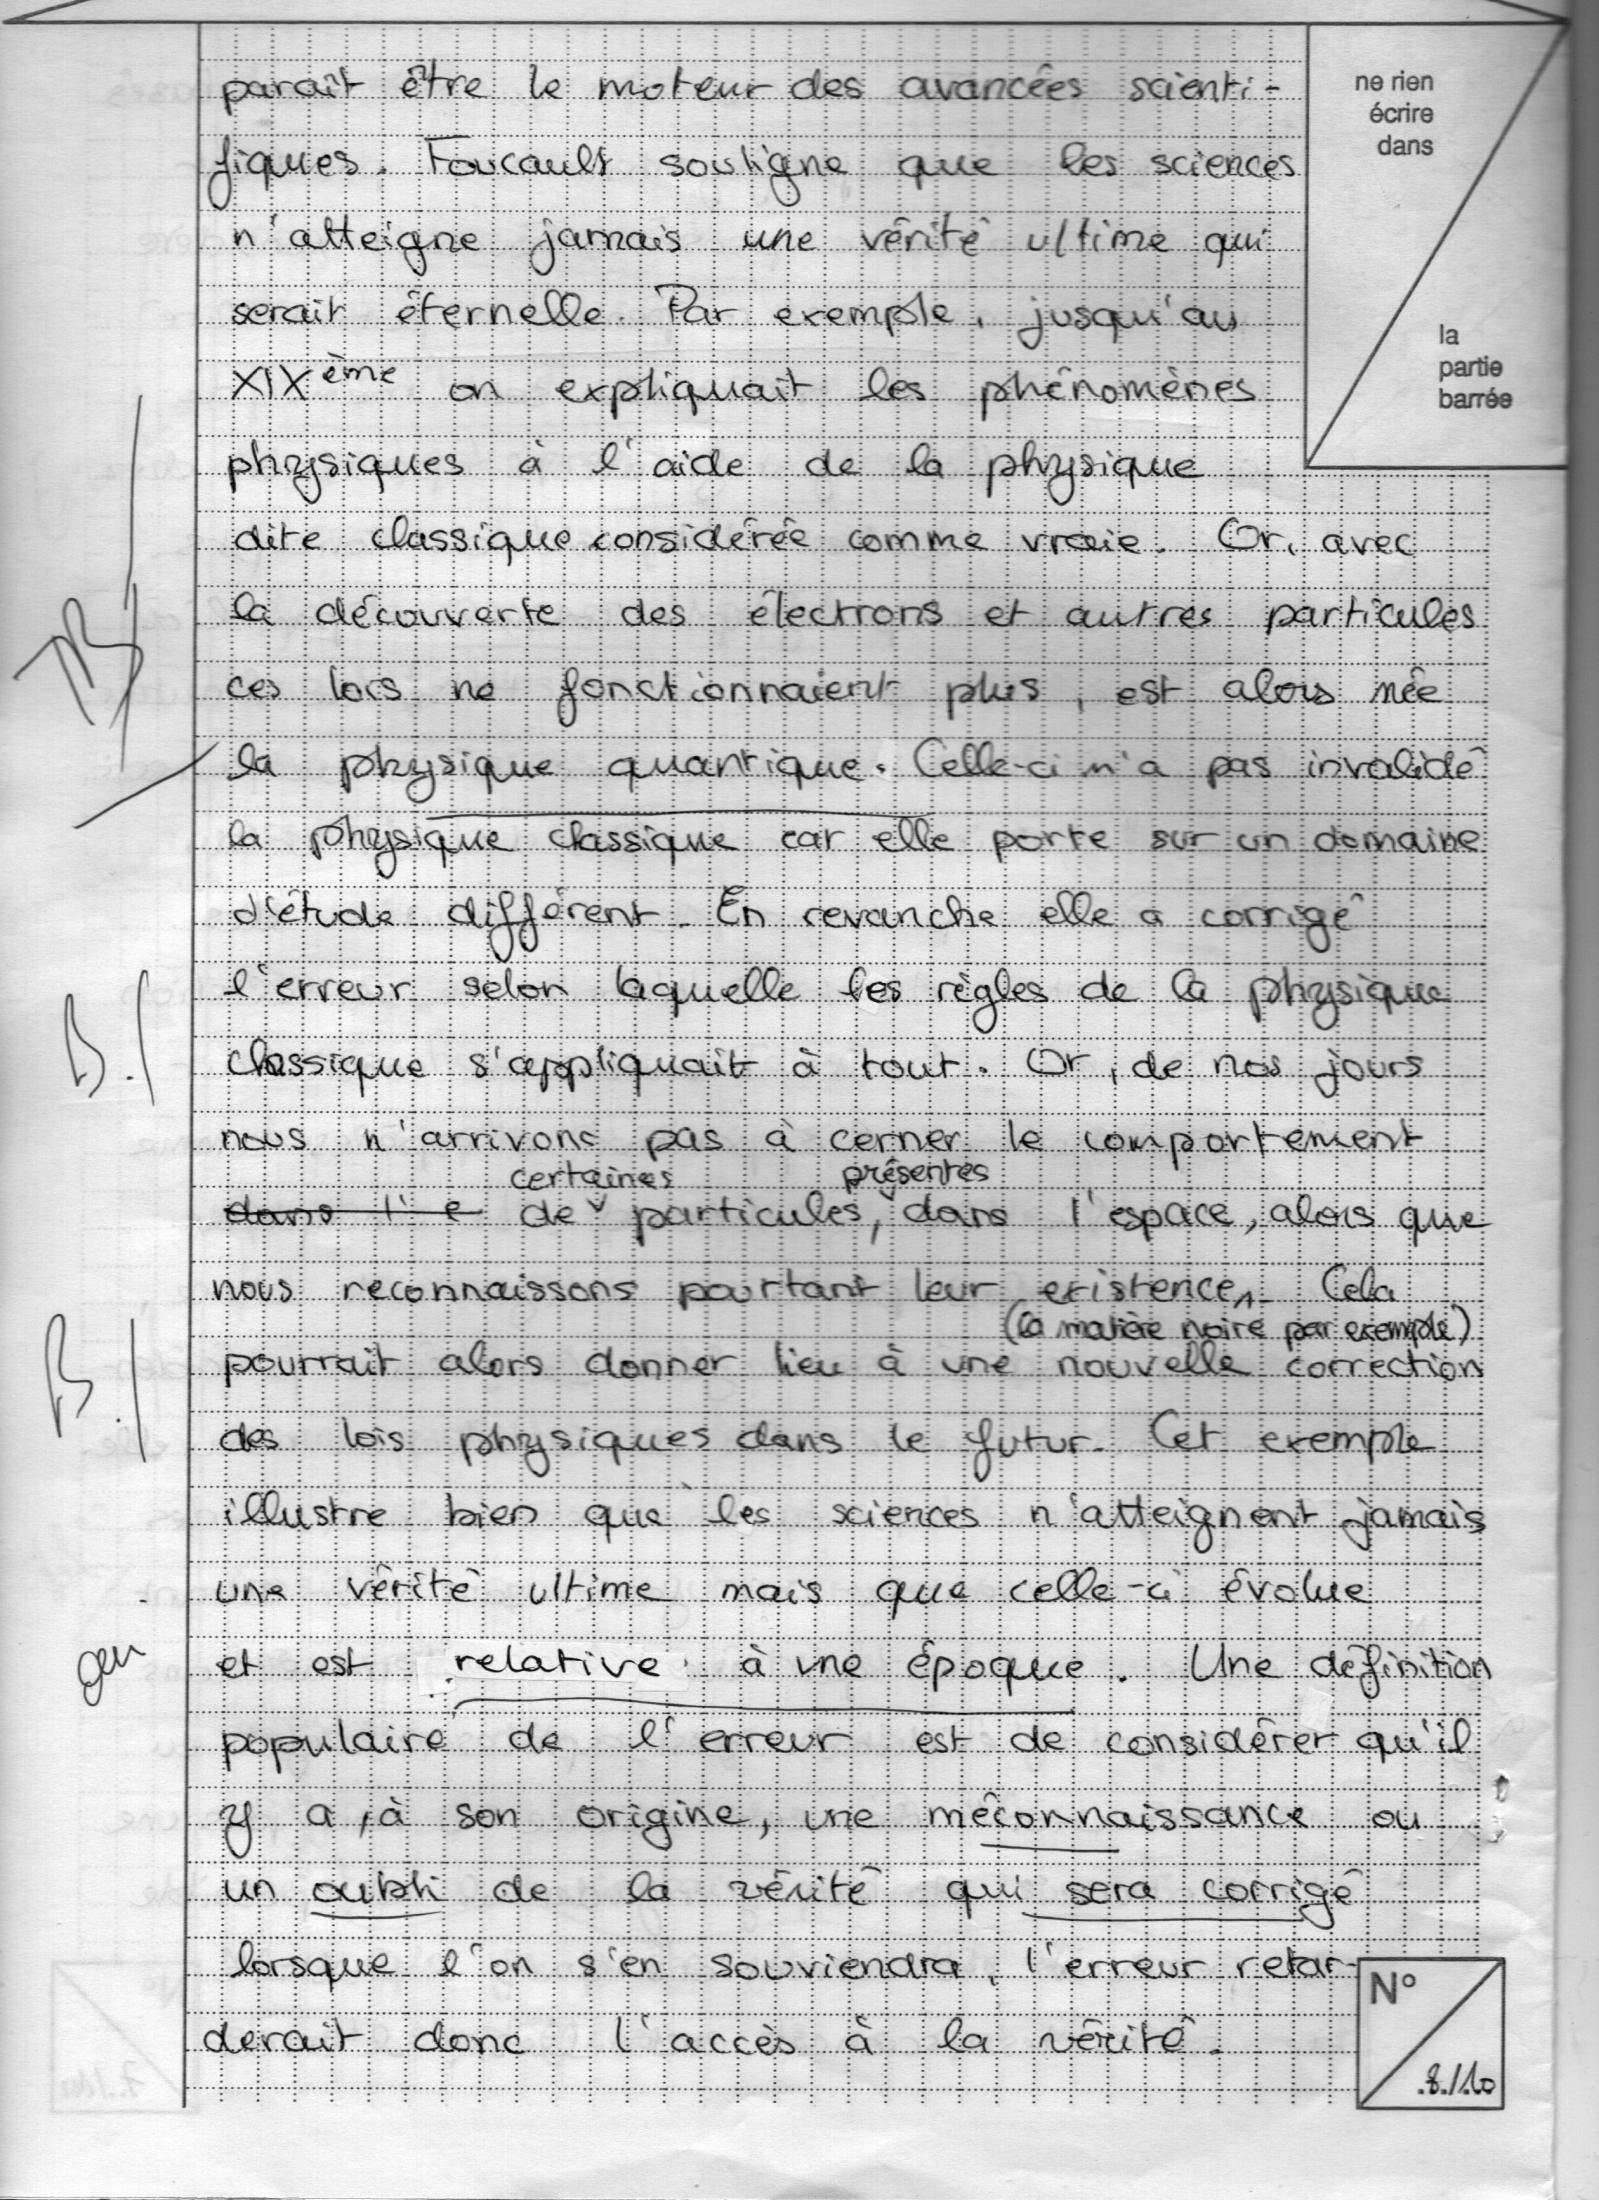 ne rien
écrire
dans
la
partie
barrée
paraît être le moteur des avancées scienti-
fiques. Foucault souligne que les sciences
n'atteigne jamais une vérité ultime qui
serait éternelle. Par exemple, jusqu'au
XIXème on expliquait les phénomènes
physiques à l'aide de la physique
dite classique considérée comme vraie. Or, avec
la découverte des électrons et autres particules
ces lois ne fonctionnaient plus, est alors née
TB
la physique quantique. Celle-ci n'a pas invalidé
la physique classique car elle porte sur un domaine
d'étude différent. En revanche elle a corrigé
l'erreur selon laquelle les règles de la physique
B.
classique s'appliquait à tout. Or, de nos jours
nous n'arrivons pas à cerner le comportement
certaines présentes
dans l'e de particules, dans l'espace, alors que
nous reconnaissons pourtant leur existence. Cela
(la matière noire par exemple)
B.
pourrait alors donner lieu à une nouvelle correction
des lois physiques dans le futur. Cet exemple
illustre bien que les sciences n'atteignent jamais
une vérité ultime mais que celle-ci évolue
et est relative à une époque. Une définition
populaire de l'erreur est de considérer qu'il
y a, à son origine, une méconnaissance ou
un oubli de la vérité qui sera corrigé
lorsque l'on s'en souviendra, l'erreur retar-
derait donc l'accès à la vérité.
N°
.8./.10